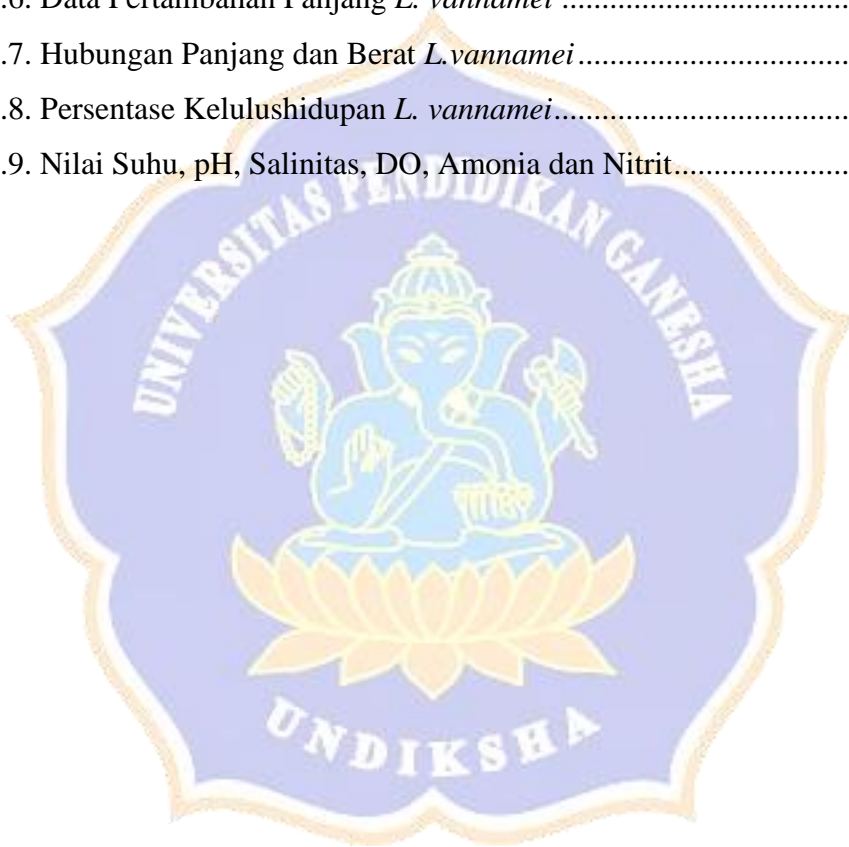 .6. Data Pertambahan Panjang L. vannamei ....................................
.7. Hubungan Panjang dan Berat L.vannamei ..................................
.8. Persentase Kelulushidupan L. vannamei.....................................
.9. Nilai Suhu, pH, Salinitas, DO, Amonia dan Nitrit......................
UNIVERSITAS PENDIDIKAN GANESHA
UNDIKSHA